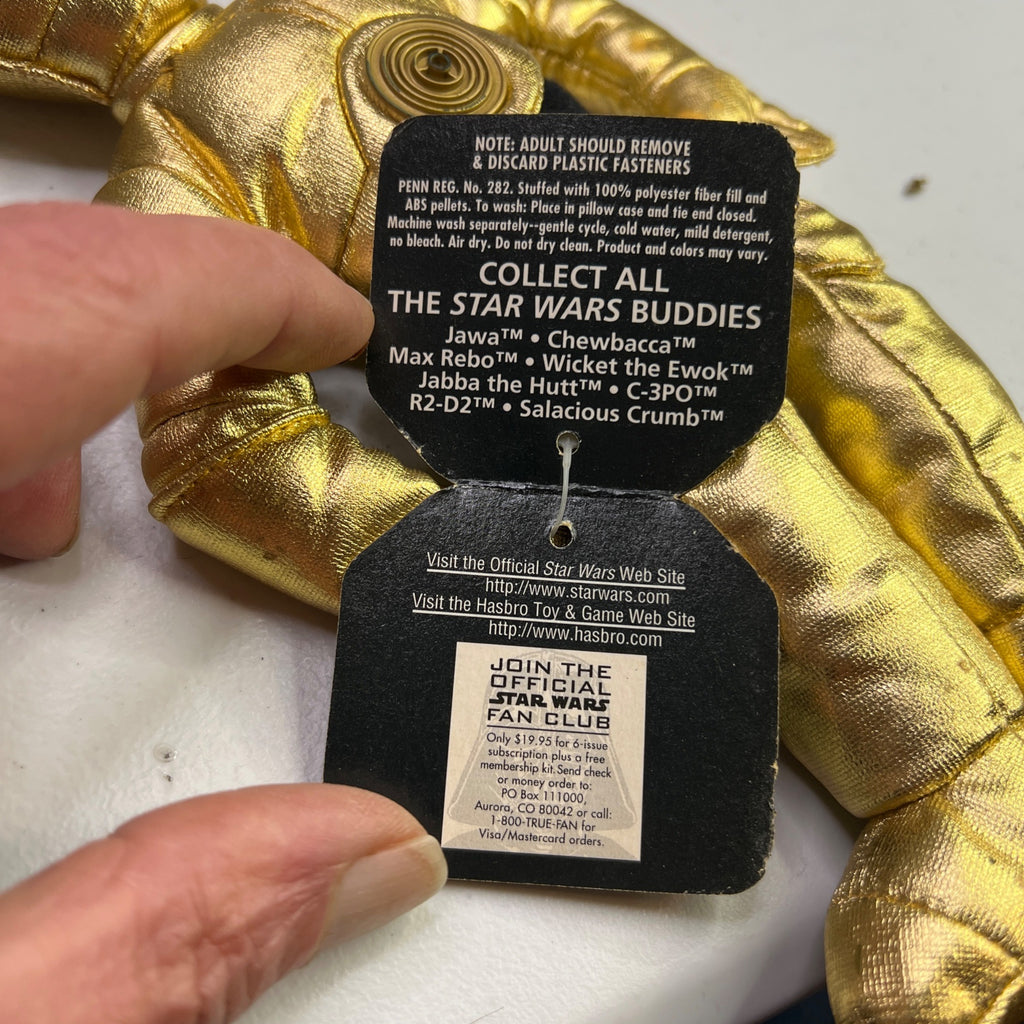 NOTE: ADULT SHOULD REMOVE
& DISCARD PLASTIC FASTENERS
PENN REG. No. 282. Stuffed with 100% polyester fiber fill and
ABS pellets. To wash: Place in pillow case and tie end closed.
Machine wash separately--gentle cycle, cold water, mild detergent,
no bleach. Air dry. Do not dry clean. Product and colors may vary.
COLLECT ALL
THE STAR WARS BUDDIES
Jawa™ • Chewbacca™
Max Rebo™ • Wicket the Ewok™
Jabba the Hutt™ • C-3PO™
R2-D2™ • Salacious Crumb™
Visit the Official Star Wars Web Site
http://www.starwars.com
Visit the Hasbro Toy & Game Web Site
http://www.hasbro.com
JOIN THE
OFFICIAL
STAR WARS
FAN CLUB
Only $19.95 for 6-issue
subscription plus a free
membership kit. Send check
or money order to:
PO Box 111000,
Aurora, CO 80042 or call:
1-800-TRUE-FAN for
Visa/Mastercard orders.